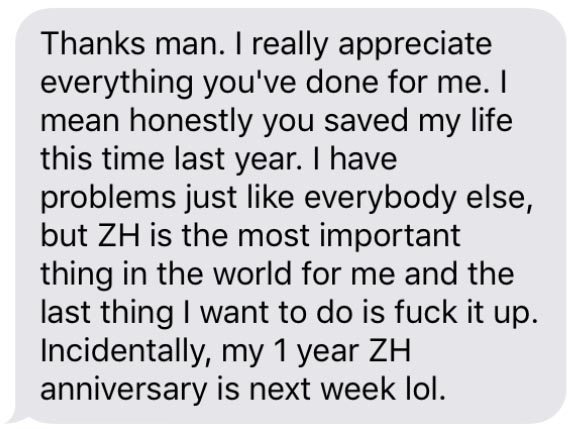 Thanks man. I really appreciate
everything you've done for me. I
mean honestly you saved my life
this time last year. I have
problems just like everybody else,
but ZH is the most important
thing in the world for me and the
last thing I want to do is fuck it up.
Incidentally, my 1 year ZH
anniversary is next week lol.